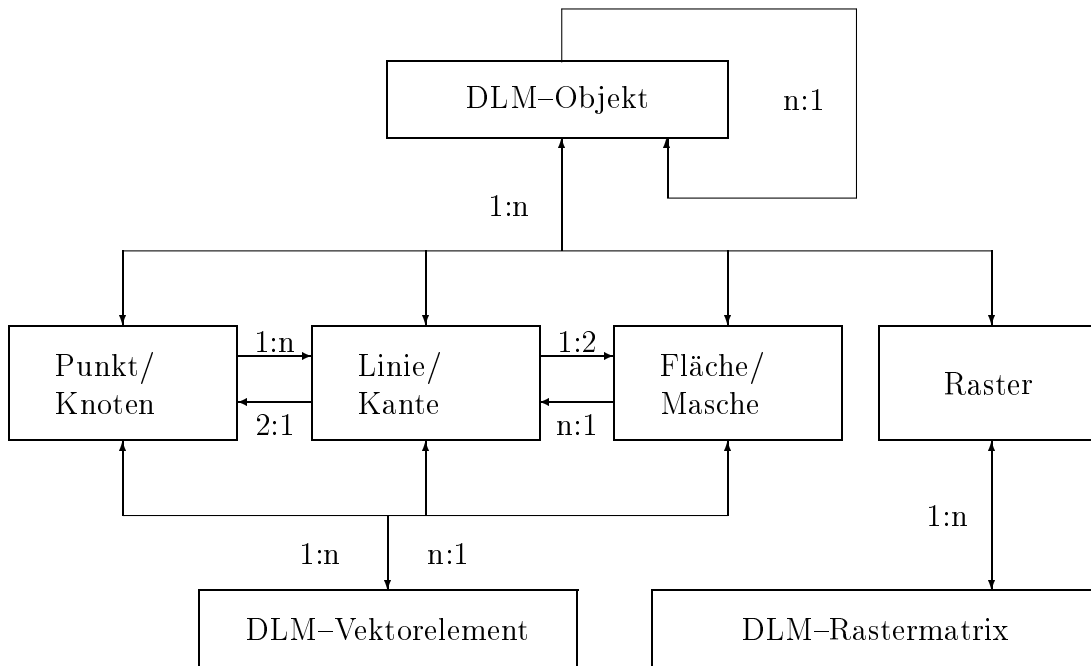 DLM–Objekt
n:1
1:n
1:n
1:2
Punkt/
Knoten
Linie/
Kante
Fläche/
Masche
Raster
2:1
n:1
1:n
1:n
n:1
DLM–Vektorelement
DLM–Rastermatrix